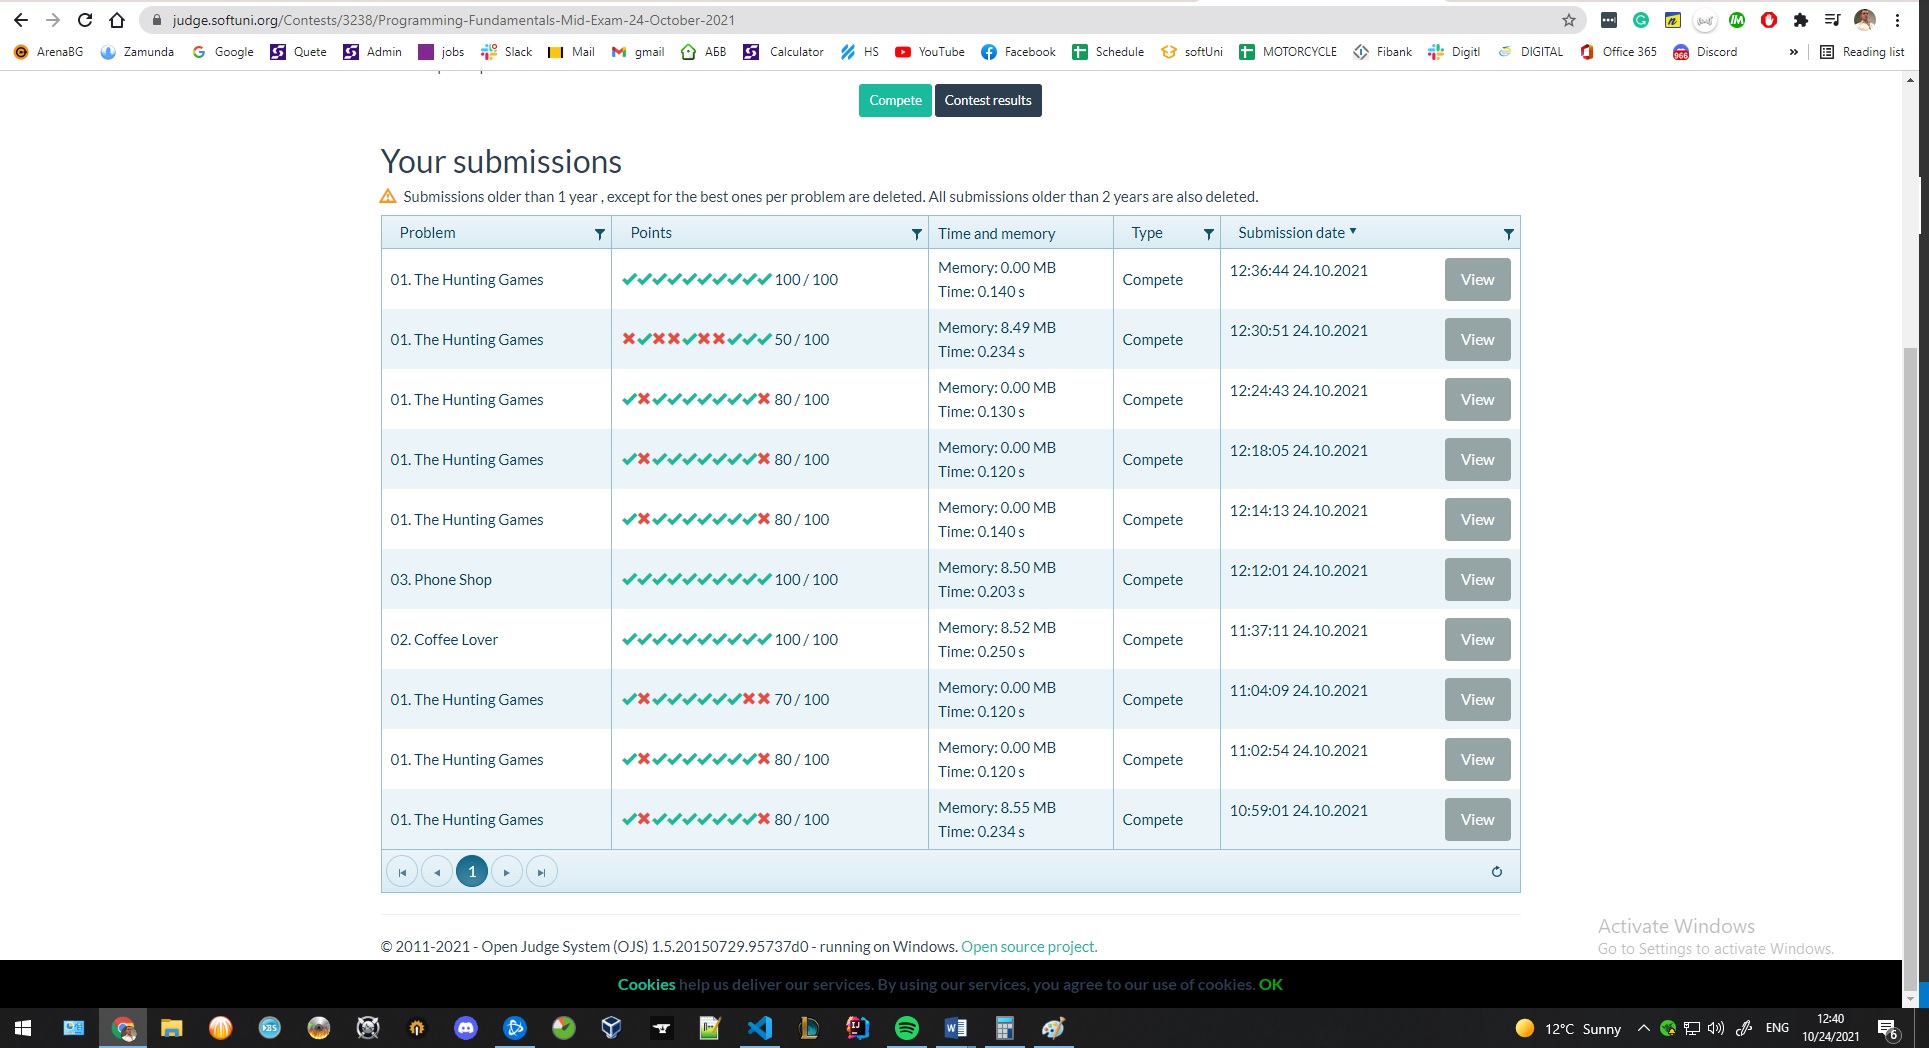 judge.softuni.org/Contests/3238/Programming-Fundamentals-Mid-Exam-24-October-2021
ArenaBG Zamunda Google Quete Admin jobs Slack Mail gmail ABB Calculator HS YouTube Facebook Schedule softUni MOTORCYCLE Fibank Digitl DIGITAL Office 365 Discord » Reading list
Compete Contest results
Your submissions
Submissions older than 1 year , except for the best ones per problem are deleted. All submissions older than 2 years are also deleted.
Problem Points Time and memory Type Submission date
01. The Hunting Games 100 / 100 Memory: 0.00 MB Compete 12:36:44 24.10.2021 View
Time: 0.140 s
01. The Hunting Games 50 / 100 Memory: 8.49 MB Compete 12:30:51 24.10.2021 View
Time: 0.234 s
01. The Hunting Games 80 / 100 Memory: 0.00 MB Compete 12:24:43 24.10.2021 View
Time: 0.130 s
01. The Hunting Games 80 / 100 Memory: 0.00 MB Compete 12:18:05 24.10.2021 View
Time: 0.120 s
01. The Hunting Games 80 / 100 Memory: 0.00 MB Compete 12:14:13 24.10.2021 View
Time: 0.140 s
03. Phone Shop 100 / 100 Memory: 8.50 MB Compete 12:12:01 24.10.2021 View
Time: 0.203 s
02. Coffee Lover 100 / 100 Memory: 8.52 MB Compete 11:37:11 24.10.2021 View
Time: 0.250 s
01. The Hunting Games 70 / 100 Memory: 0.00 MB Compete 11:04:09 24.10.2021 View
Time: 0.120 s
01. The Hunting Games 80 / 100 Memory: 0.00 MB Compete 11:02:54 24.10.2021 View
Time: 0.120 s
01. The Hunting Games 80 / 100 Memory: 8.55 MB Compete 10:59:01 24.10.2021 View
Time: 0.234 s
1
Activate Windows
Go to Settings to activate Windows.
© 2011-2021 - Open Judge System (OJS) 1.5.20150729.95737d0 - running on Windows. Open source project.
Cookies help us deliver our services. By using our services, you agree to our use of cookies. OK
12°C Sunny ENG 12:40
10/24/2021 6